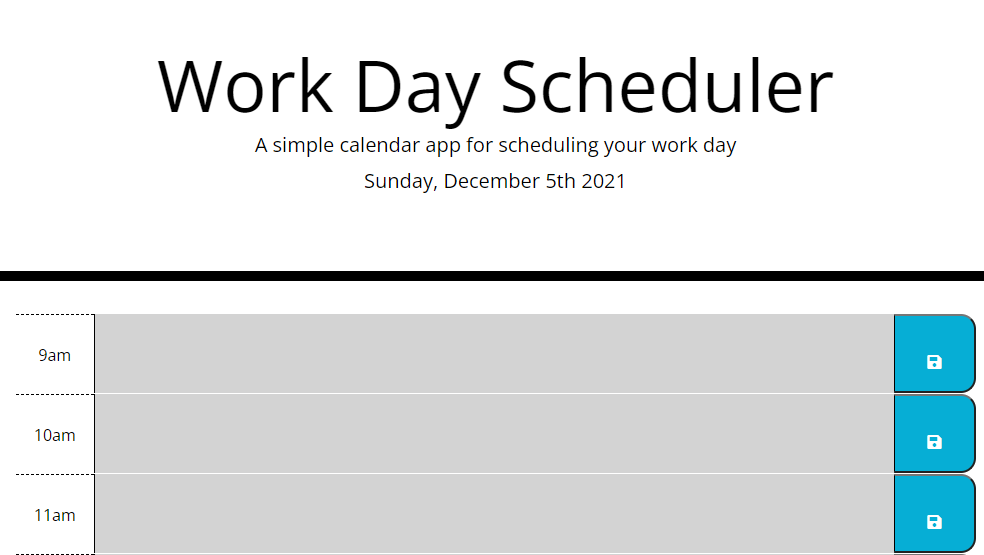 Work Day Scheduler
A simple calendar app for scheduling your work day
Sunday, December 5th 2021
9am
10am
11am